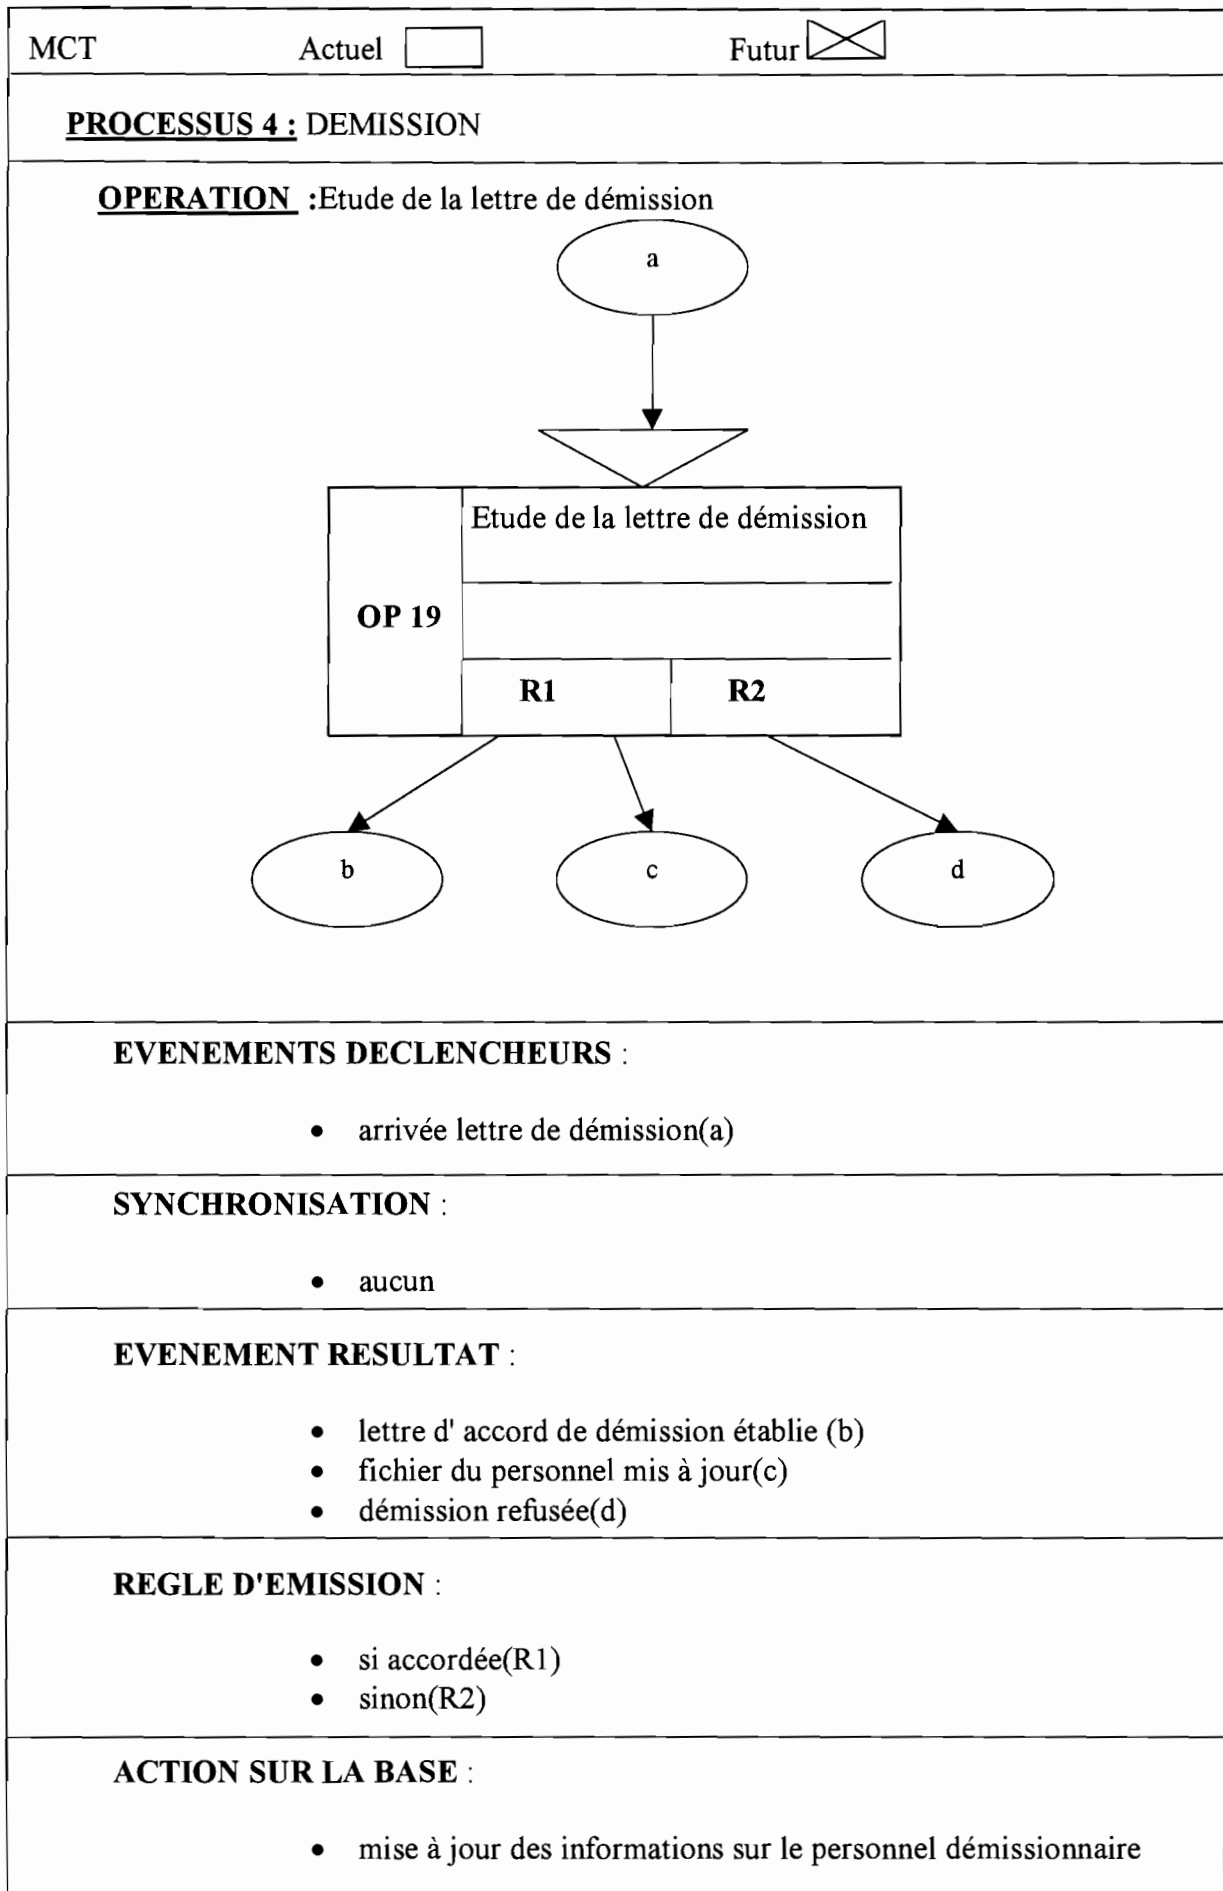 MCT Actuel Futur
PROCESSUS 4 : DEMISSION
OPERATION :Etude de la lettre de démission
a
Etude de la lettre de démission
OP 19
R1 R2
b c d
EVENEMENTS DECLENCHEURS :
• arrivée lettre de démission(a)
SYNCHRONISATION :
• aucun
EVENEMENT RESULTAT :
• lettre d' accord de démission établie (b)
• fichier du personnel mis à jour(c)
• démission refusée(d)
REGLE D'EMISSION :
• si accordée(R1)
• sinon(R2)
ACTION SUR LA BASE :
• mise à jour des informations sur le personnel démissionnaire